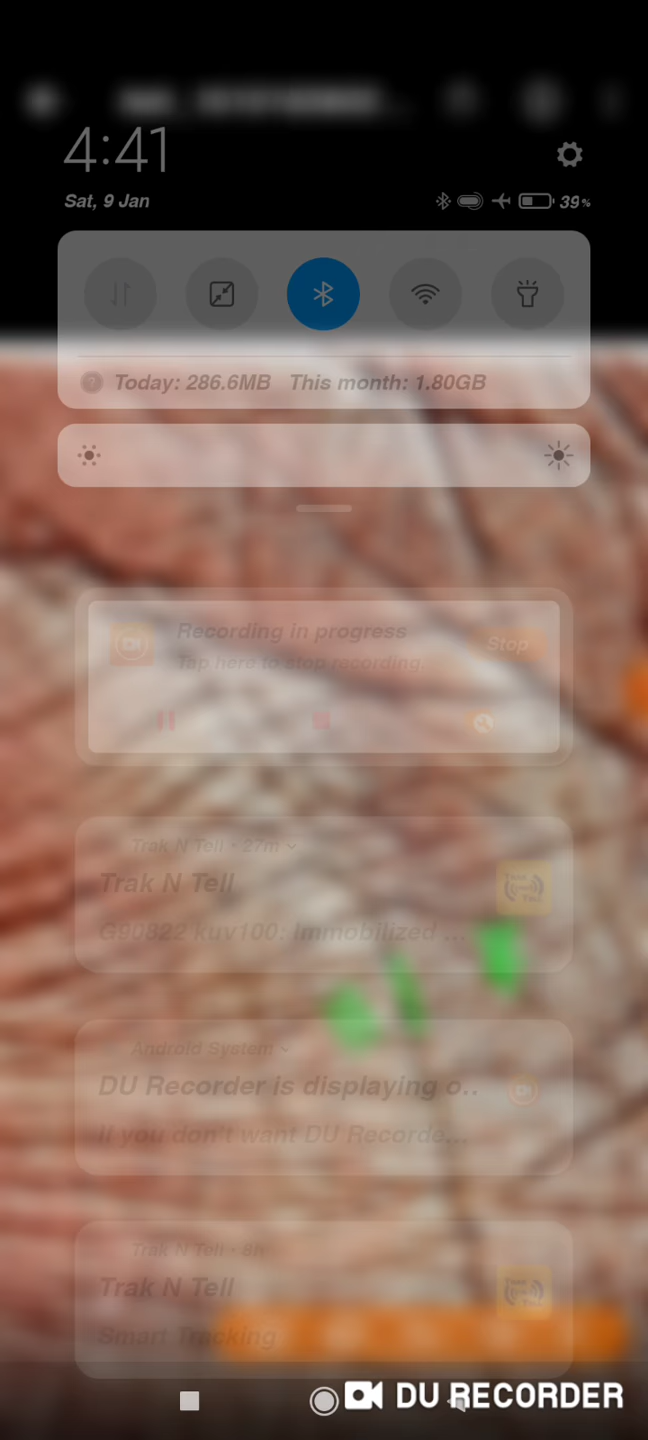 4:41
Sat, 9 Jan
39%
Today: 286.6MB This month: 1.80GB
Recording in progress
Stop
Tap here to stop recording.
Trak N Tell • 27m
Trak N Tell
G90822 kuv100: Immobilized ...
Android System
DU Recorder is displaying o..
If you don't want DU Recorde...
Trak N Tell • 8h
Trak N Tell
Smart Tracking
DU RECORDER